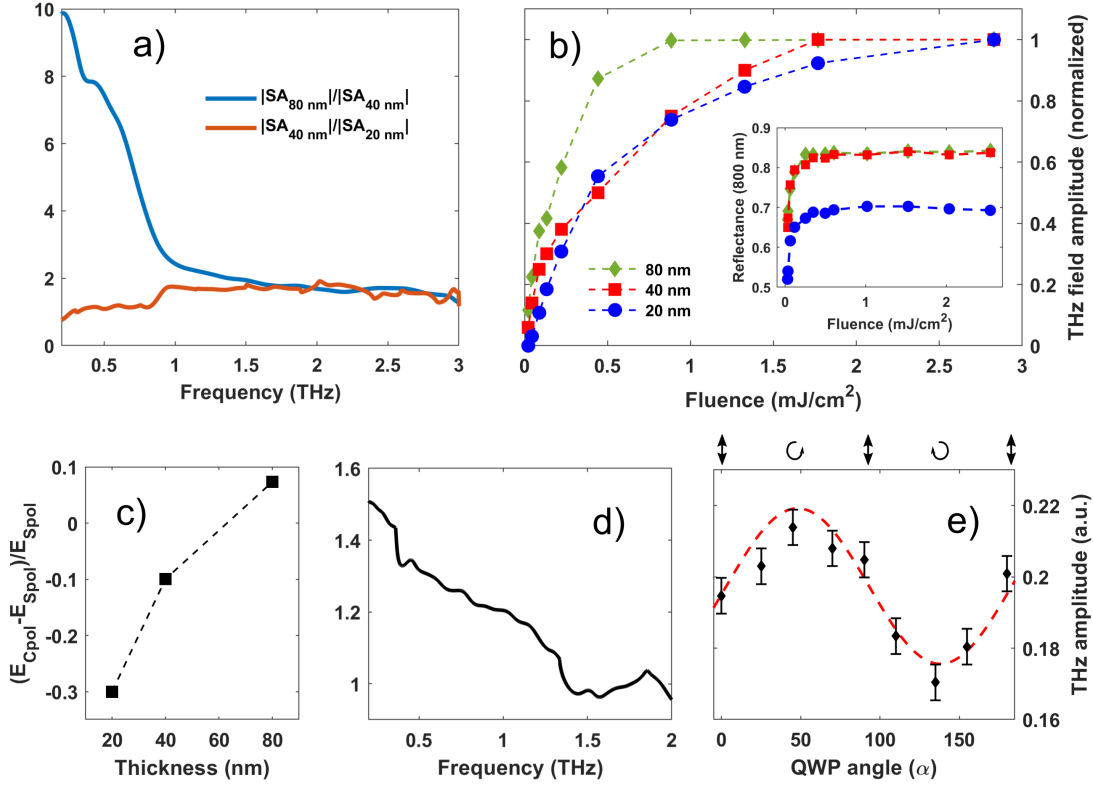 a)
10
8
6
4
2
0
|SA80 nm|/|SA40 nm|
|SA40 nm|/|SA20 nm|
0.5
1
1.5
2
2.5
3
Frequency (THz)
b)
80 nm
40 nm
20 nm
0
0.5
1
1.5
2
2.5
3
Fluence (mJ/cm2)
1
0.8
0.6
0.4
0.2
0
THz field amplitude (normalized)
0.9
0.8
0.7
0.6
0.5
Reflectance (800 nm)
0
1
2
Fluence (mJ/cm2)
c)
0.1
0
-0.1
-0.2
-0.3
(ECpol-ESpol)/ESpol
20
40
60
80
Thickness (nm)
d)
1.6
1.4
1.2
1
0.5
1
1.5
2
Frequency (THz)
e)
0.22
0.2
0.18
0.16
THz amplitude (a.u.)
0
50
100
150
QWP angle (α)